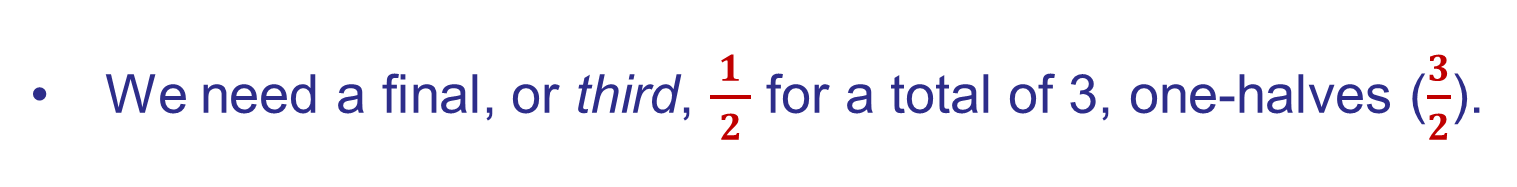 • We need a final, or third, 1/2 for a total of 3, one-halves (3/2).